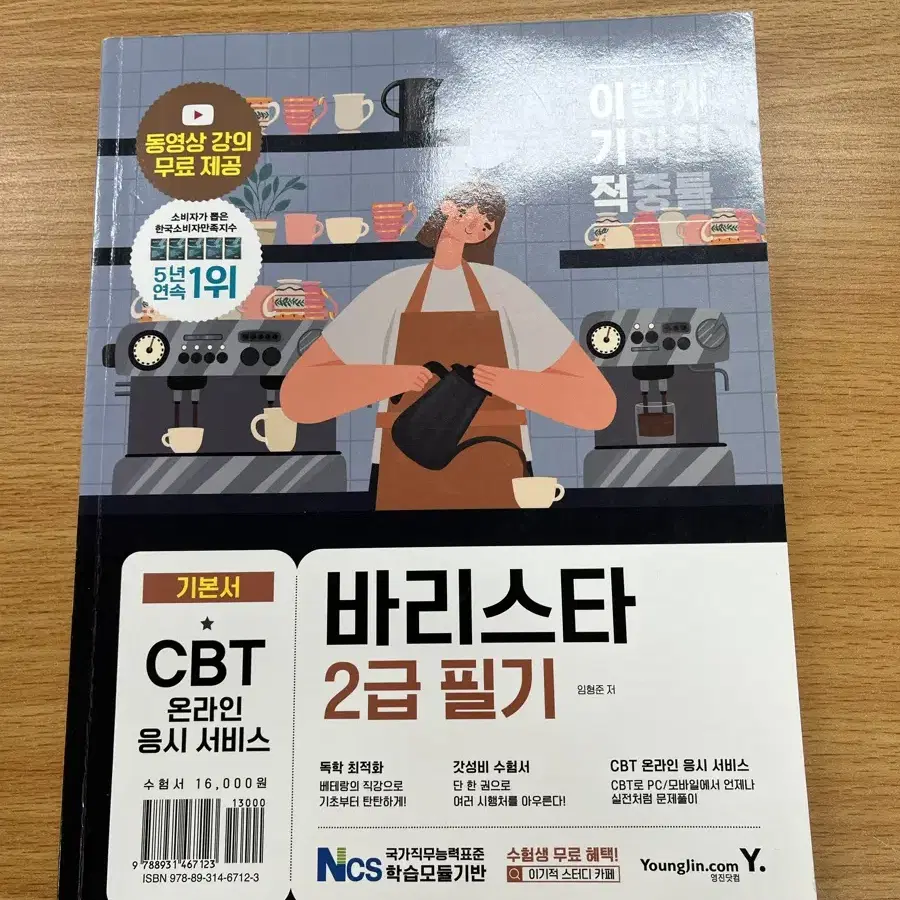 동영상 강의
무료 제공
소비자가 뽑은
한국소비자만족지수
5년
연속 1위
이렇게
기막힌
적중률
기본서
CBT
온라인
응시 서비스
수험서 16,000원
13000
9 788931 467123
ISBN 978-89-314-6712-3
바리스타
2급 필기
임형준 저
독학 최적화
베테랑의 직강으로
기초부터 탄탄하게!
갓성비 수험서
단 한 권으로
여러 시행처를 아우른다!
CBT 온라인 응시 서비스
CBT로 PC/모바일에서 언제나
실전처럼 문제풀이
NCS 국가직무능력표준
학습모듈기반
수험생 무료 혜택!
이기적 스터디 카페
YoungJin.com Y.
영진닷컴